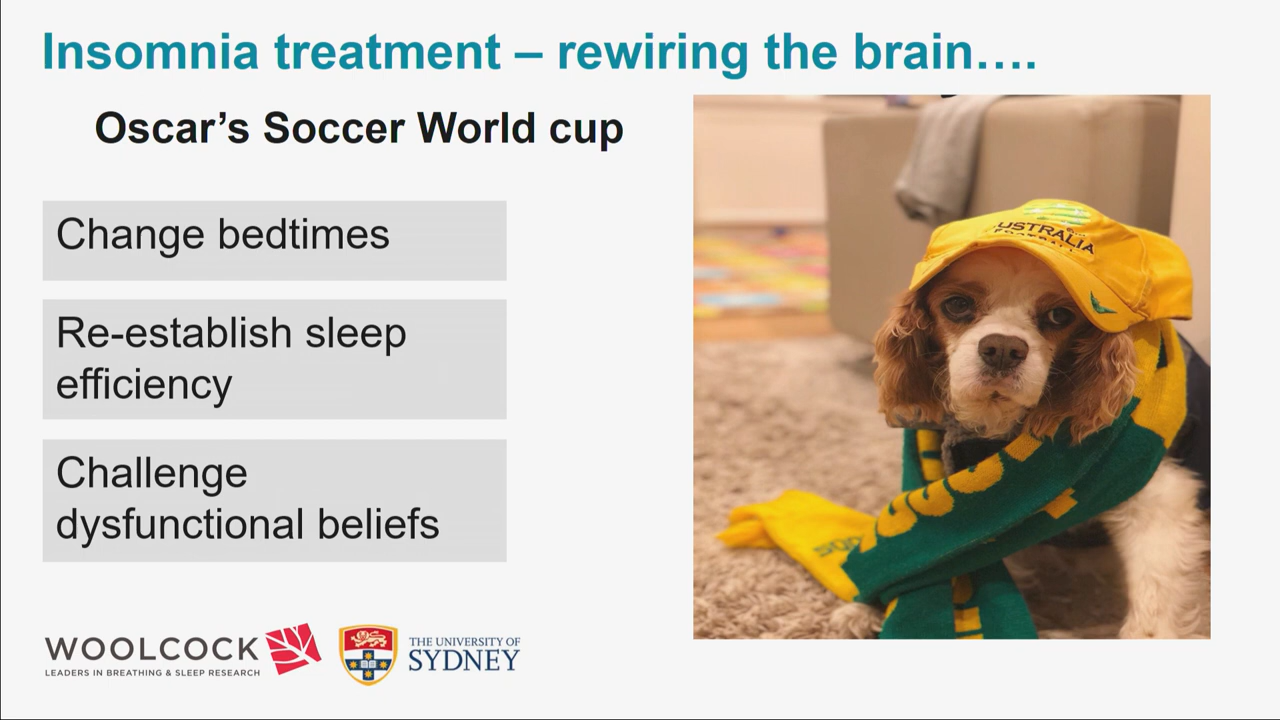 Insomnia treatment – rewiring the brain….
Oscar’s Soccer World cup
Change bedtimes
Re-establish sleep
efficiency
Challenge
dysfunctional beliefs
USTRALIA
WOOLCOCK
LEADERS IN BREATHING & SLEEP RESEARCH
THE UNIVERSITY OF
SYDNEY